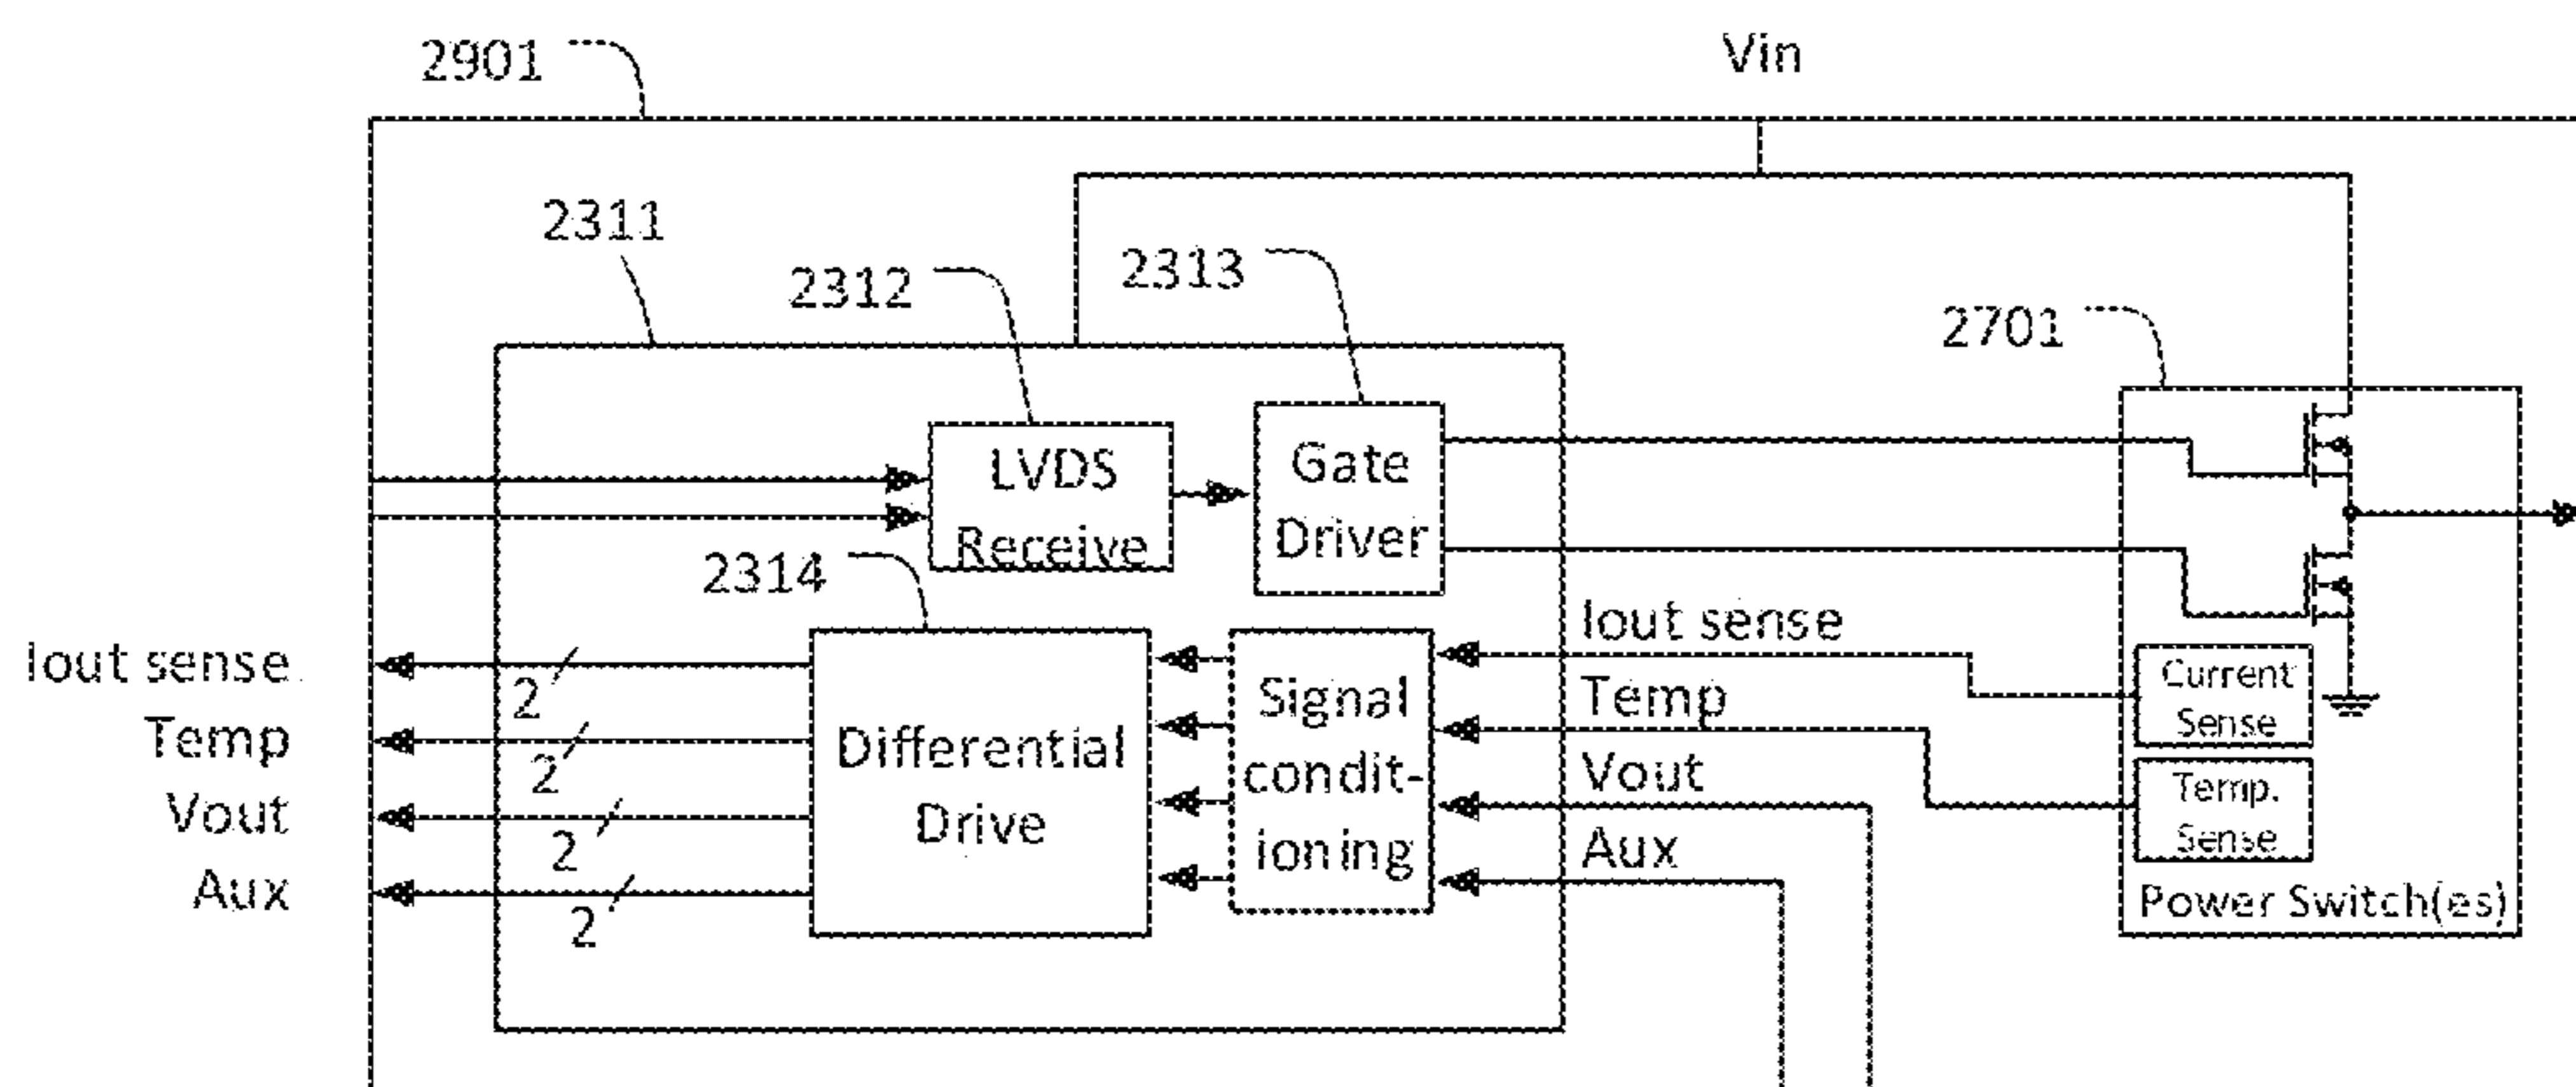 2901
Vin
2311
2312
2313
2701
LVDS
Receive
Gate
Driver
2314
Iout sense
Temp
Vout
Aux
2
2
2
2
Differential
Drive
Signal
condit-
ioning
Iout sense
Temp
Vout
Aux
Current
Sense
Temp.
Sense
Power Switch(es)